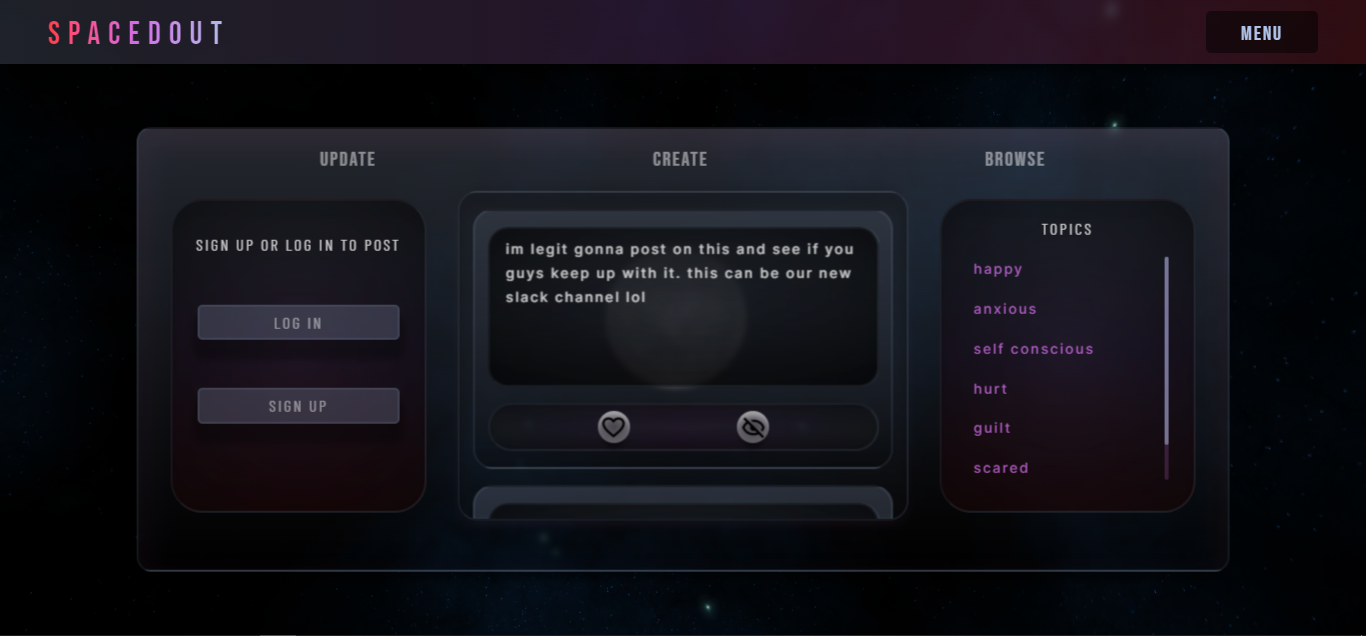 SPACEDOUT
MENU
UPDATE
CREATE
BROWSE
SIGN UP OR LOG IN TO POST
LOG IN
SIGN UP
im legit gonna post on this and see if you
guys keep up with it. this can be our new
slack channel lol
TOPICS
happy
anxious
self conscious
hurt
guilt
scared